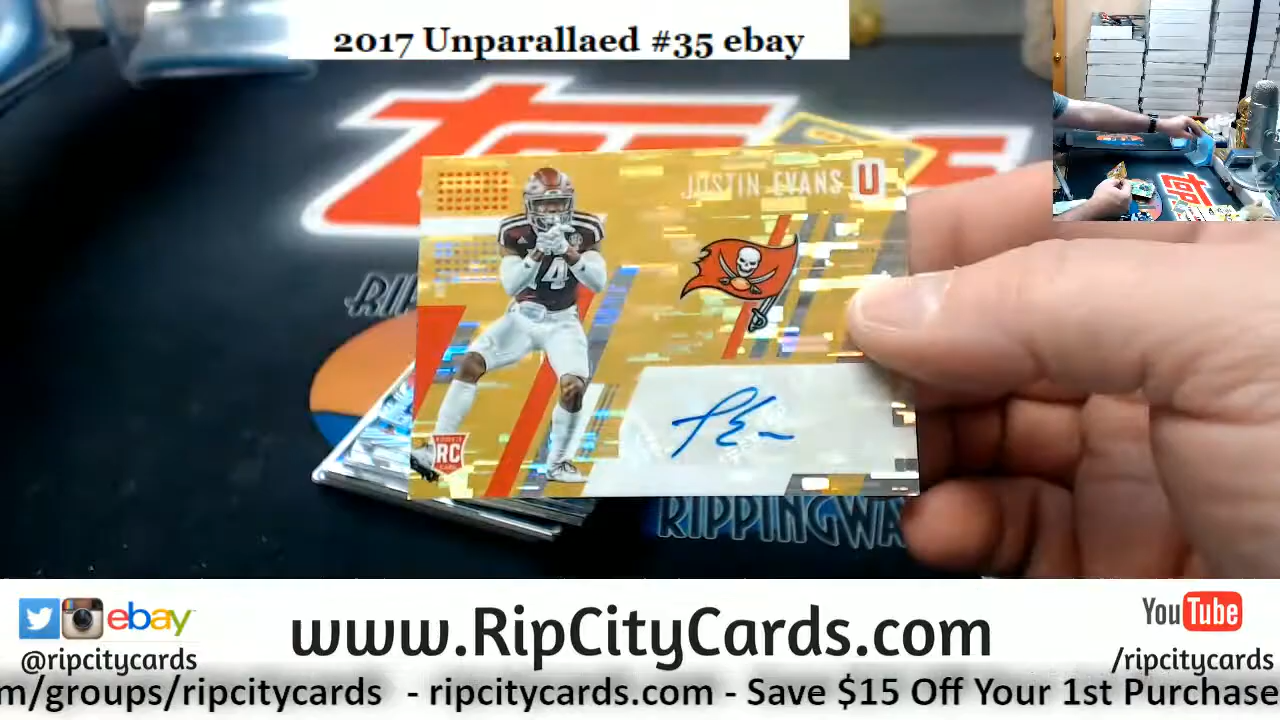 2017 Unparallaed #35 ebay
JUSTIN EVANS U
14
RC
RIPPINGWA
ebay
@ripcitycards
www.RipCityCards.com
YouTube
/ripcitycards
m/groups/ripcitycards - ripcitycards.com - Save $15 Off Your 1st Purchase